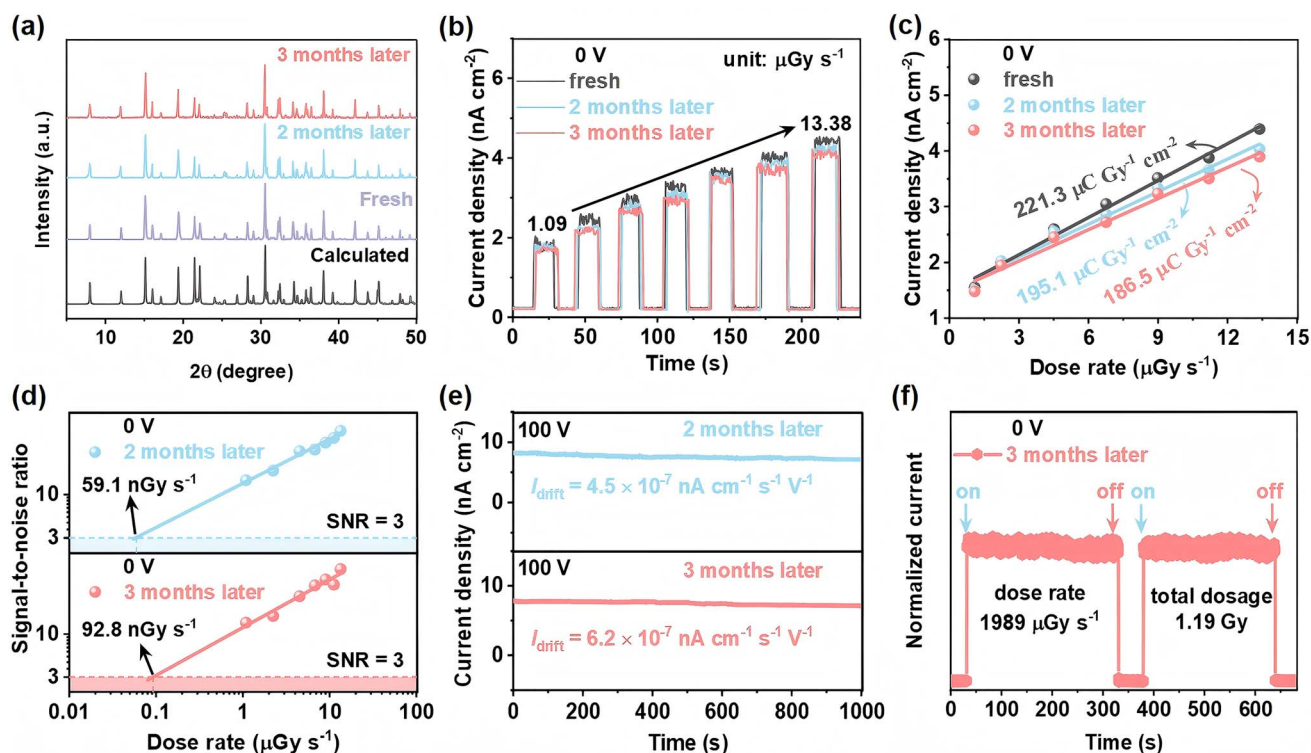 (a)
3 months later
2 months later
Fresh
Calculated
Intensity (a.u.)
10 20 30 40 50
2θ (degree)
(b)
0 V
unit: μGy s⁻¹
fresh
2 months later
3 months later
1.09
13.38
Current density (nA cm⁻²)
0 2 4 6
0 50 100 150 200
Time (s)
(c)
0 V
fresh
2 months later
3 months later
221.3 μC Gy⁻¹ cm⁻²
195.1 μC Gy⁻¹ cm⁻²
186.5 μC Gy⁻¹ cm⁻²
Current density (nA cm⁻²)
1 2 3 4 5 6
3 6 9 12 15
Dose rate (μGy s⁻¹)
(d)
0 V
2 months later
59.1 nGy s⁻¹
SNR = 3
0 V
3 months later
92.8 nGy s⁻¹
SNR = 3
Signal-to-noise ratio
10
3
10
3
0.01 0.1 1 10 100
Dose rate (μGy s⁻¹)
(e)
100 V
2 months later
I_drift = 4.5 × 10⁻⁷ nA cm⁻¹ s⁻¹ V⁻¹
100 V
3 months later
I_drift = 6.2 × 10⁻⁷ nA cm⁻¹ s⁻¹ V⁻¹
Current density (nA cm⁻²)
10
0
10
0
0 200 400 600 800 1000
Time (s)
(f)
0 V
3 months later
on
off
on
off
dose rate
1989 μGy s⁻¹
total dosage
1.19 Gy
Normalized current
0 100 200 300 400 500 600
Time (s)